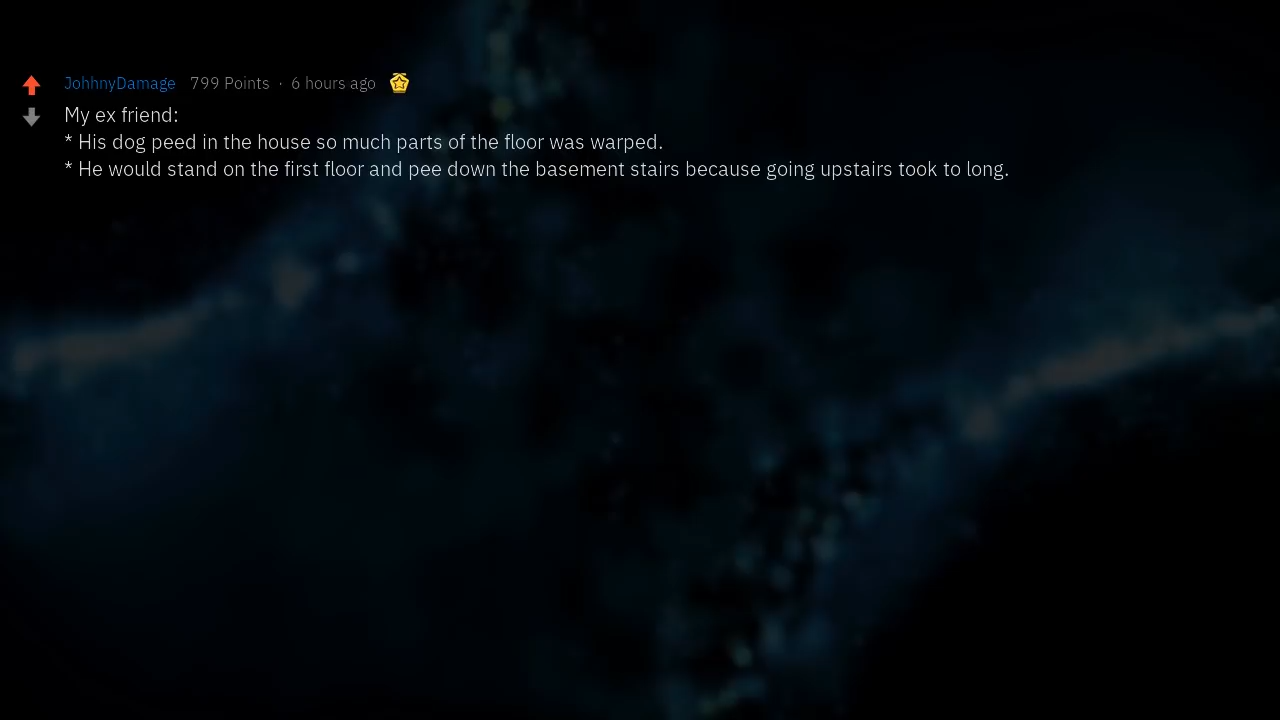 JohhnyDamage 799 Points · 6 hours ago
My ex friend:
* His dog peed in the house so much parts of the floor was warped.
* He would stand on the first floor and pee down the basement stairs because going upstairs took to long.